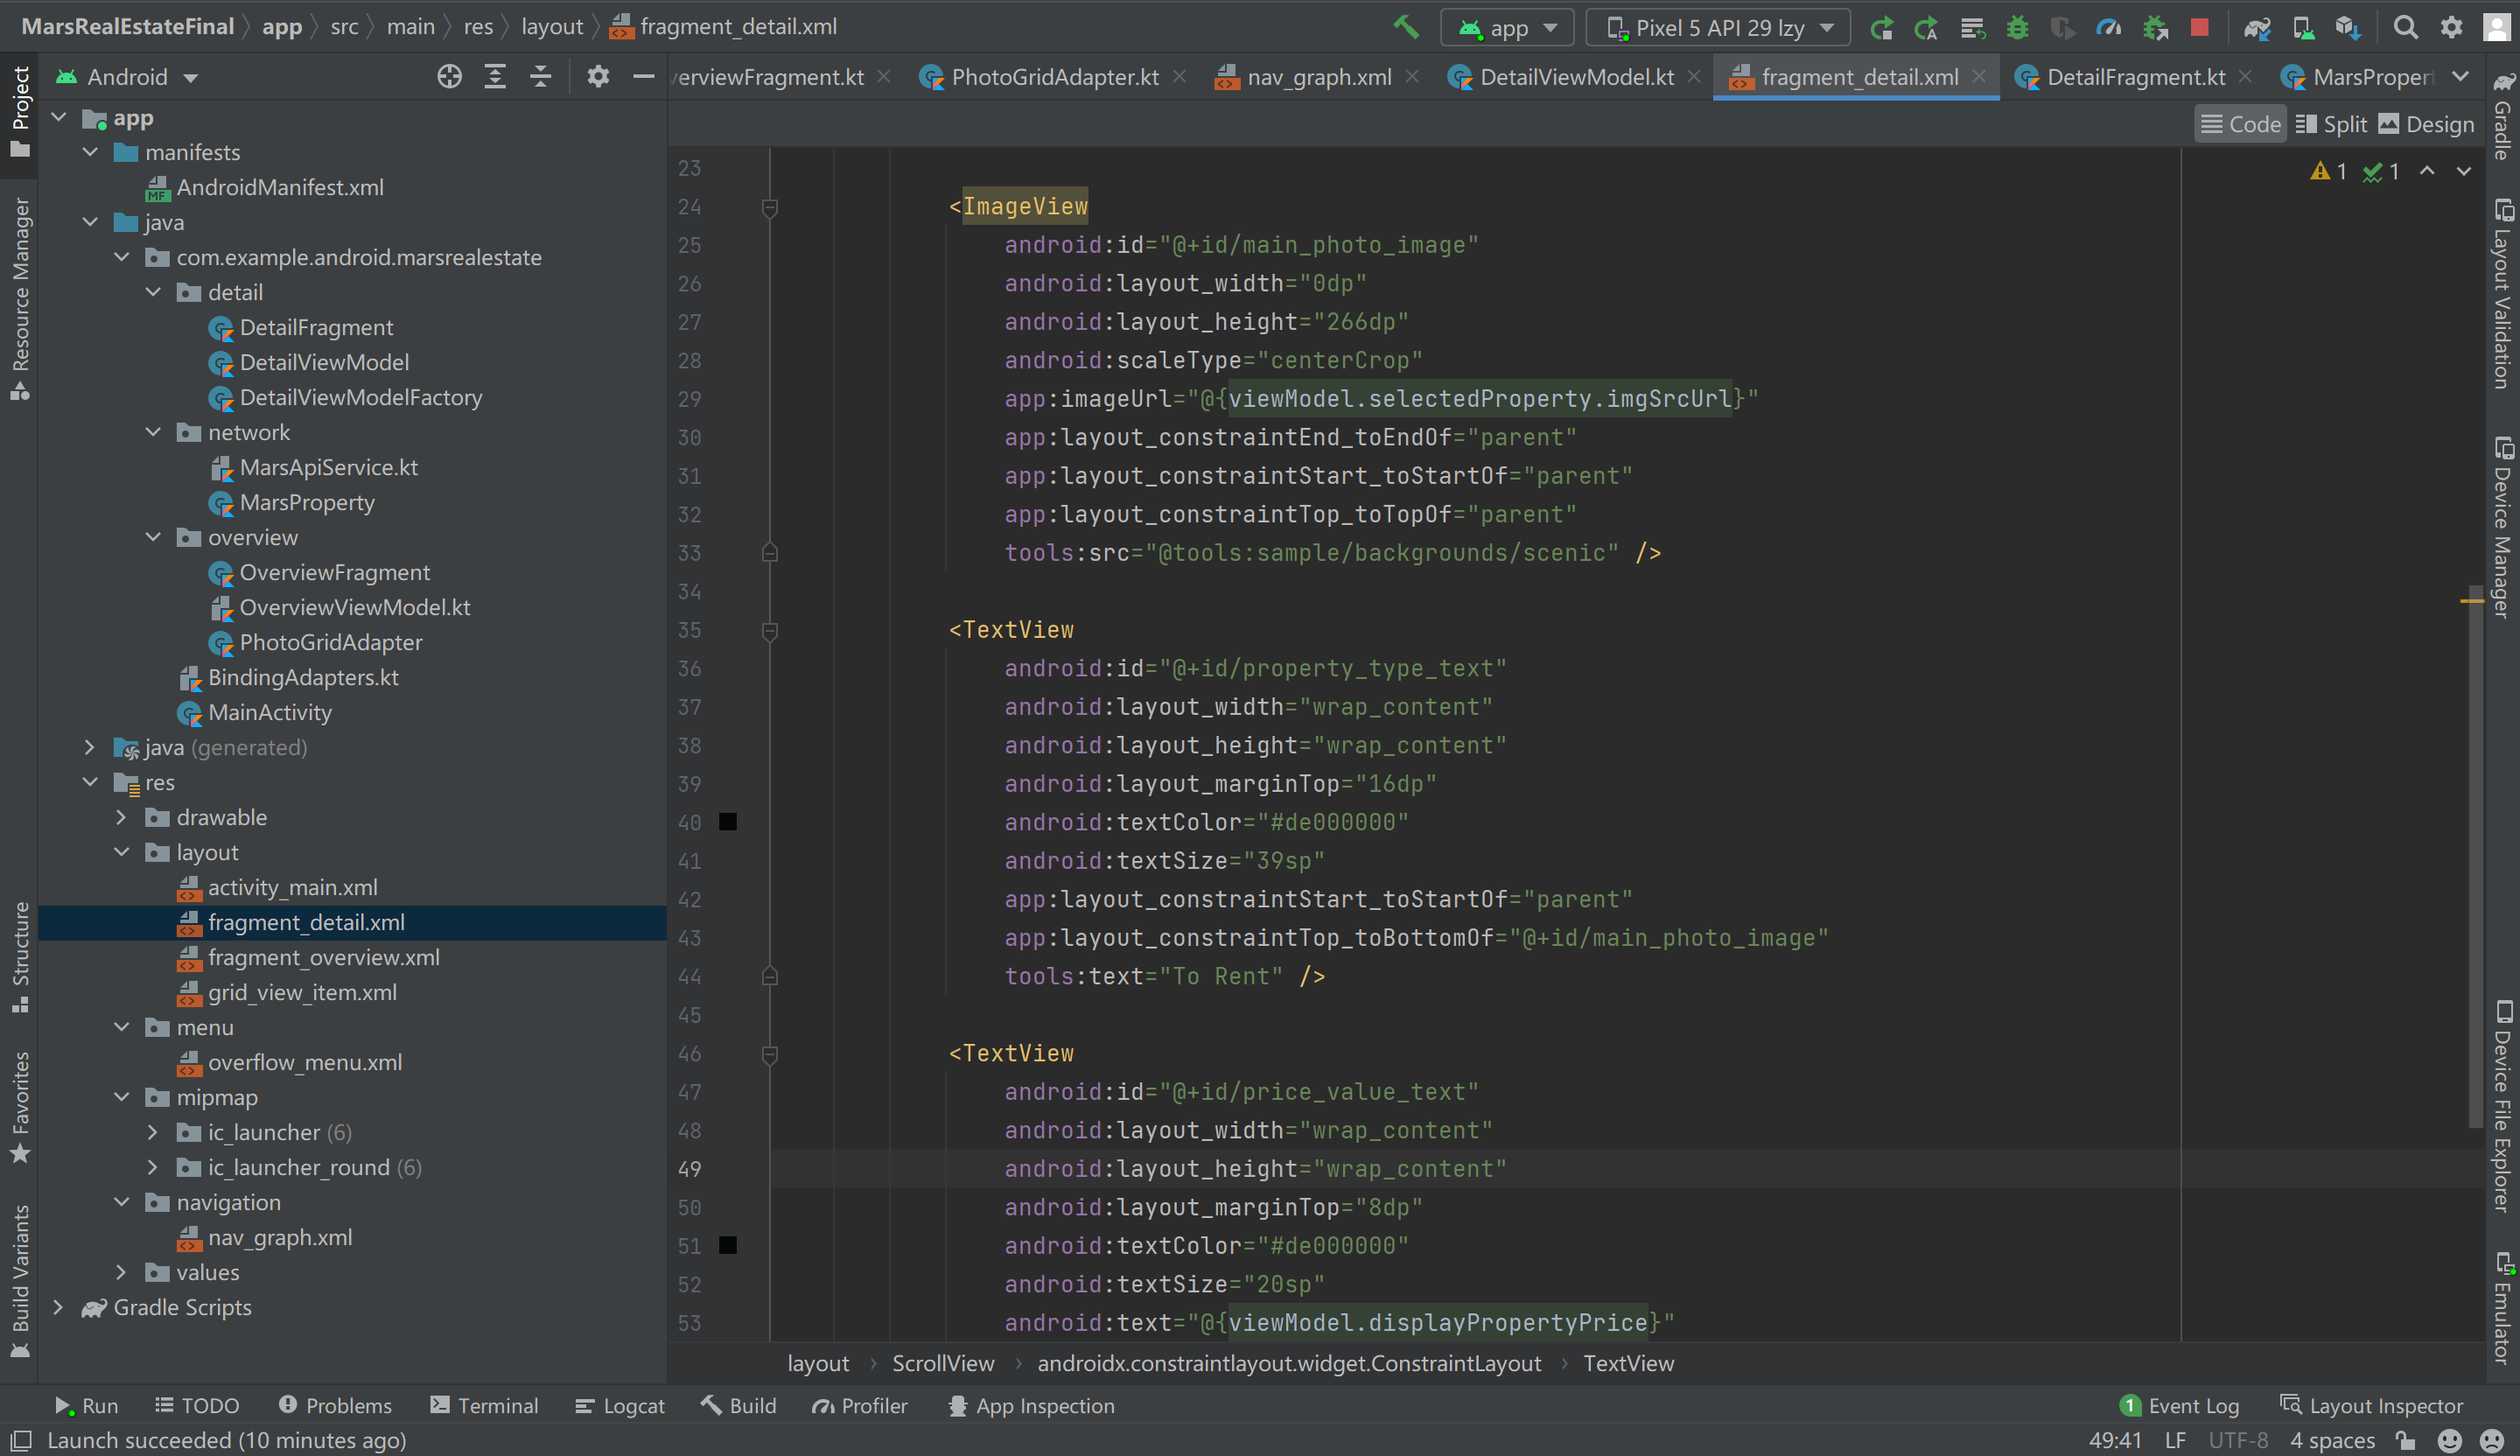 MarsRealEstateFinal app src main res layout fragment_detail.xml app Pixel 5 API 29 lzy
Android
erviewFragment.kt PhotoGridAdapter.kt nav_graph.xml DetailViewModel.kt fragment_detail.xml DetailFragment.kt MarsPropert
Code Split Design
1 1
Project
Resource Manager
Structure
Favorites
Build Variants
app
manifests
AndroidManifest.xml
java
com.example.android.marsrealestate
detail
DetailFragment
DetailViewModel
DetailViewModelFactory
network
MarsApiService.kt
MarsProperty
overview
OverviewFragment
OverviewViewModel.kt
PhotoGridAdapter
BindingAdapters.kt
MainActivity
java (generated)
res
drawable
layout
activity_main.xml
fragment_detail.xml
fragment_overview.xml
grid_view_item.xml
menu
overflow_menu.xml
mipmap
ic_launcher (6)
ic_launcher_round (6)
navigation
nav_graph.xml
values
Gradle Scripts
23
24 <ImageView
25 android:id="@+id/main_photo_image"
26 android:layout_width="0dp"
27 android:layout_height="266dp"
28 android:scaleType="centerCrop"
29 app:imageUrl="@{viewModel.selectedProperty.imgSrcUrl}"
30 app:layout_constraintEnd_toEndOf="parent"
31 app:layout_constraintStart_toStartOf="parent"
32 app:layout_constraintTop_toTopOf="parent"
33 tools:src="@tools:sample/backgrounds/scenic" />
34
35 <TextView
36 android:id="@+id/property_type_text"
37 android:layout_width="wrap_content"
38 android:layout_height="wrap_content"
39 android:layout_marginTop="16dp"
40 android:textColor="#de000000"
41 android:textSize="39sp"
42 app:layout_constraintStart_toStartOf="parent"
43 app:layout_constraintTop_toBottomOf="@+id/main_photo_image"
44 tools:text="To Rent" />
45
46 <TextView
47 android:id="@+id/price_value_text"
48 android:layout_width="wrap_content"
49 android:layout_height="wrap_content"
50 android:layout_marginTop="8dp"
51 android:textColor="#de000000"
52 android:textSize="20sp"
53 android:text="@{viewModel.displayPropertyPrice}"
layout ScrollView androidx.constraintlayout.widget.ConstraintLayout TextView
Gradle
Layout Validation
Device Manager
Device File Explorer
Emulator
Run TODO Problems Terminal Logcat Build Profiler App Inspection 1 Event Log Layout Inspector
Launch succeeded (10 minutes ago) 49:41 LF UTF-8 4 spaces